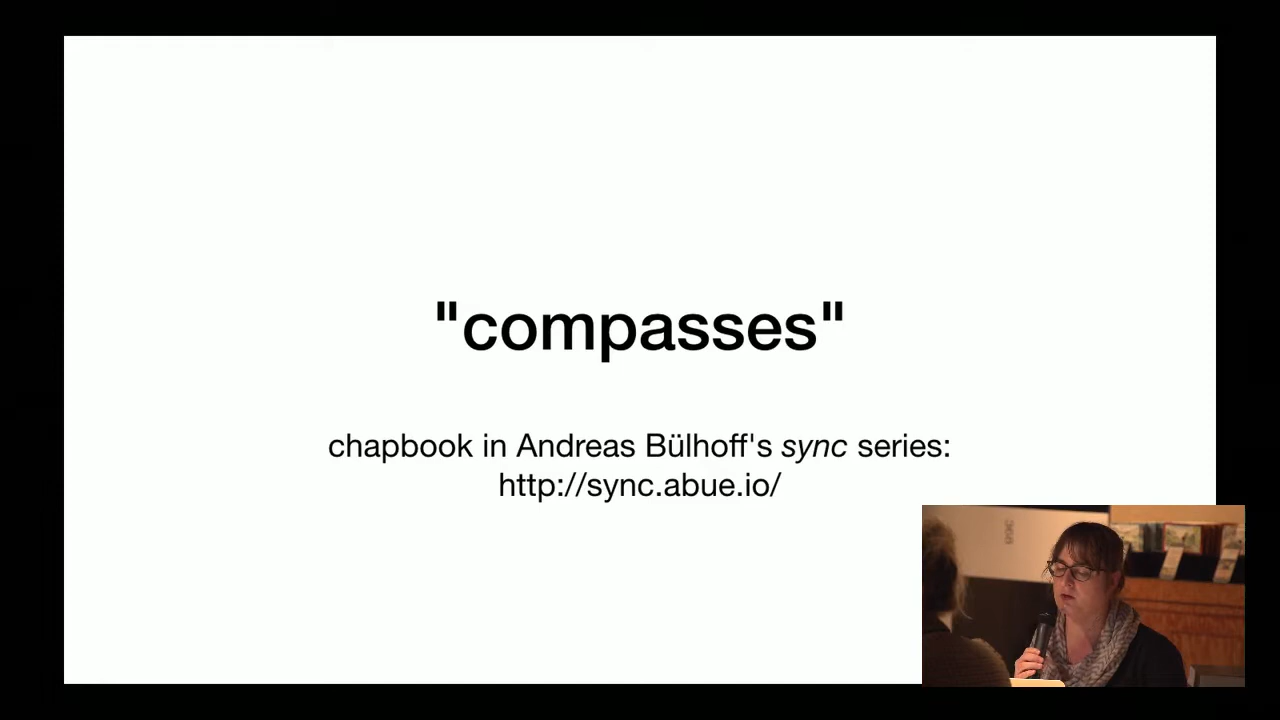 "compasses"
chapbook in Andreas Bülhoff's sync series:
http://sync.abue.io/